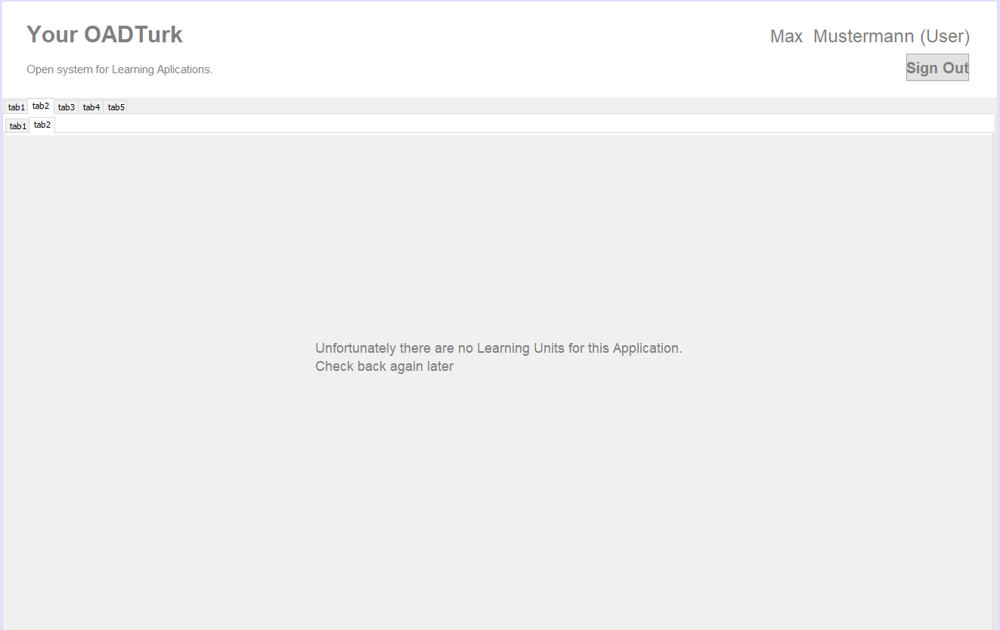 Your OADTurk
Max Mustermann (User)
Open system for Learning Aplications.
Sign Out
tab1 tab2 tab3 tab4 tab5
tab1 tab2
Unfortunately there are no Learning Units for this Application.
Check back again later